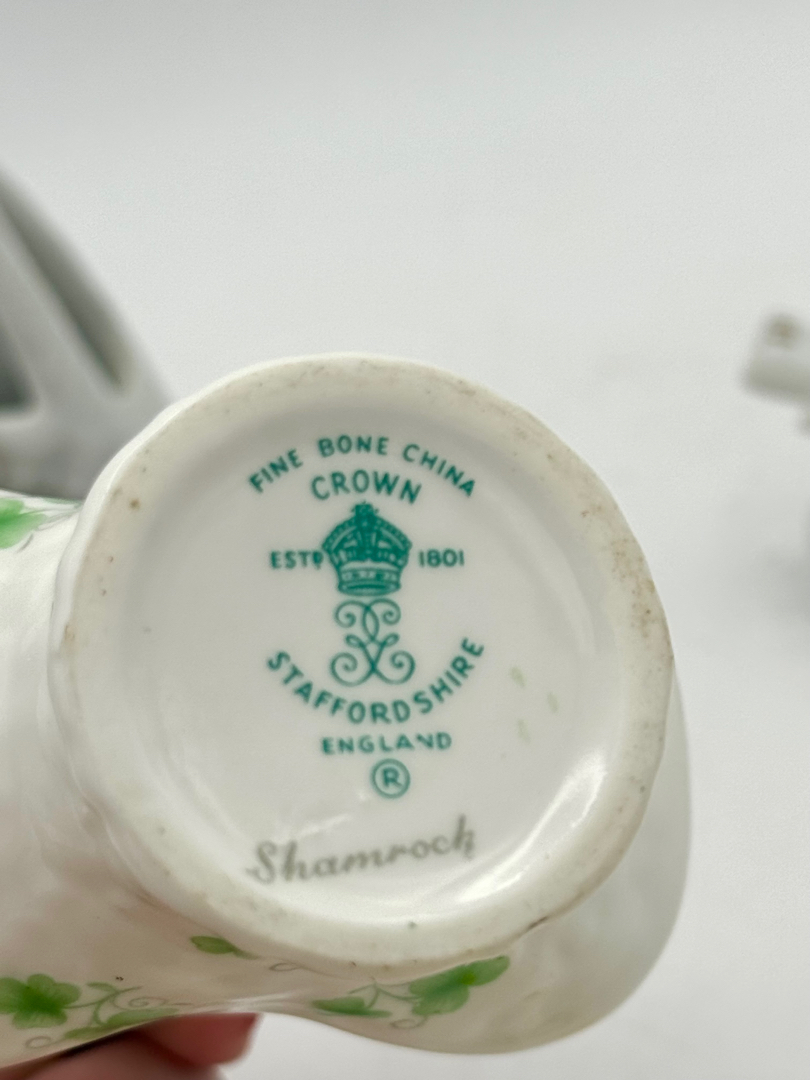 FINE BONE CHINA
CROWN
ESTD 1801
STAFFORDSHIRE
ENGLAND
®
Shamrock